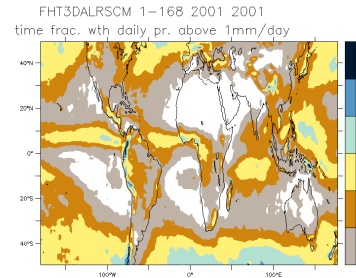 FHT3DALRSCM 1-168 2001 2001
time frac. wth daily pr. above 1mm/day
40°N
20°N
0°
20°S
40°S
100°W 0° 100°E